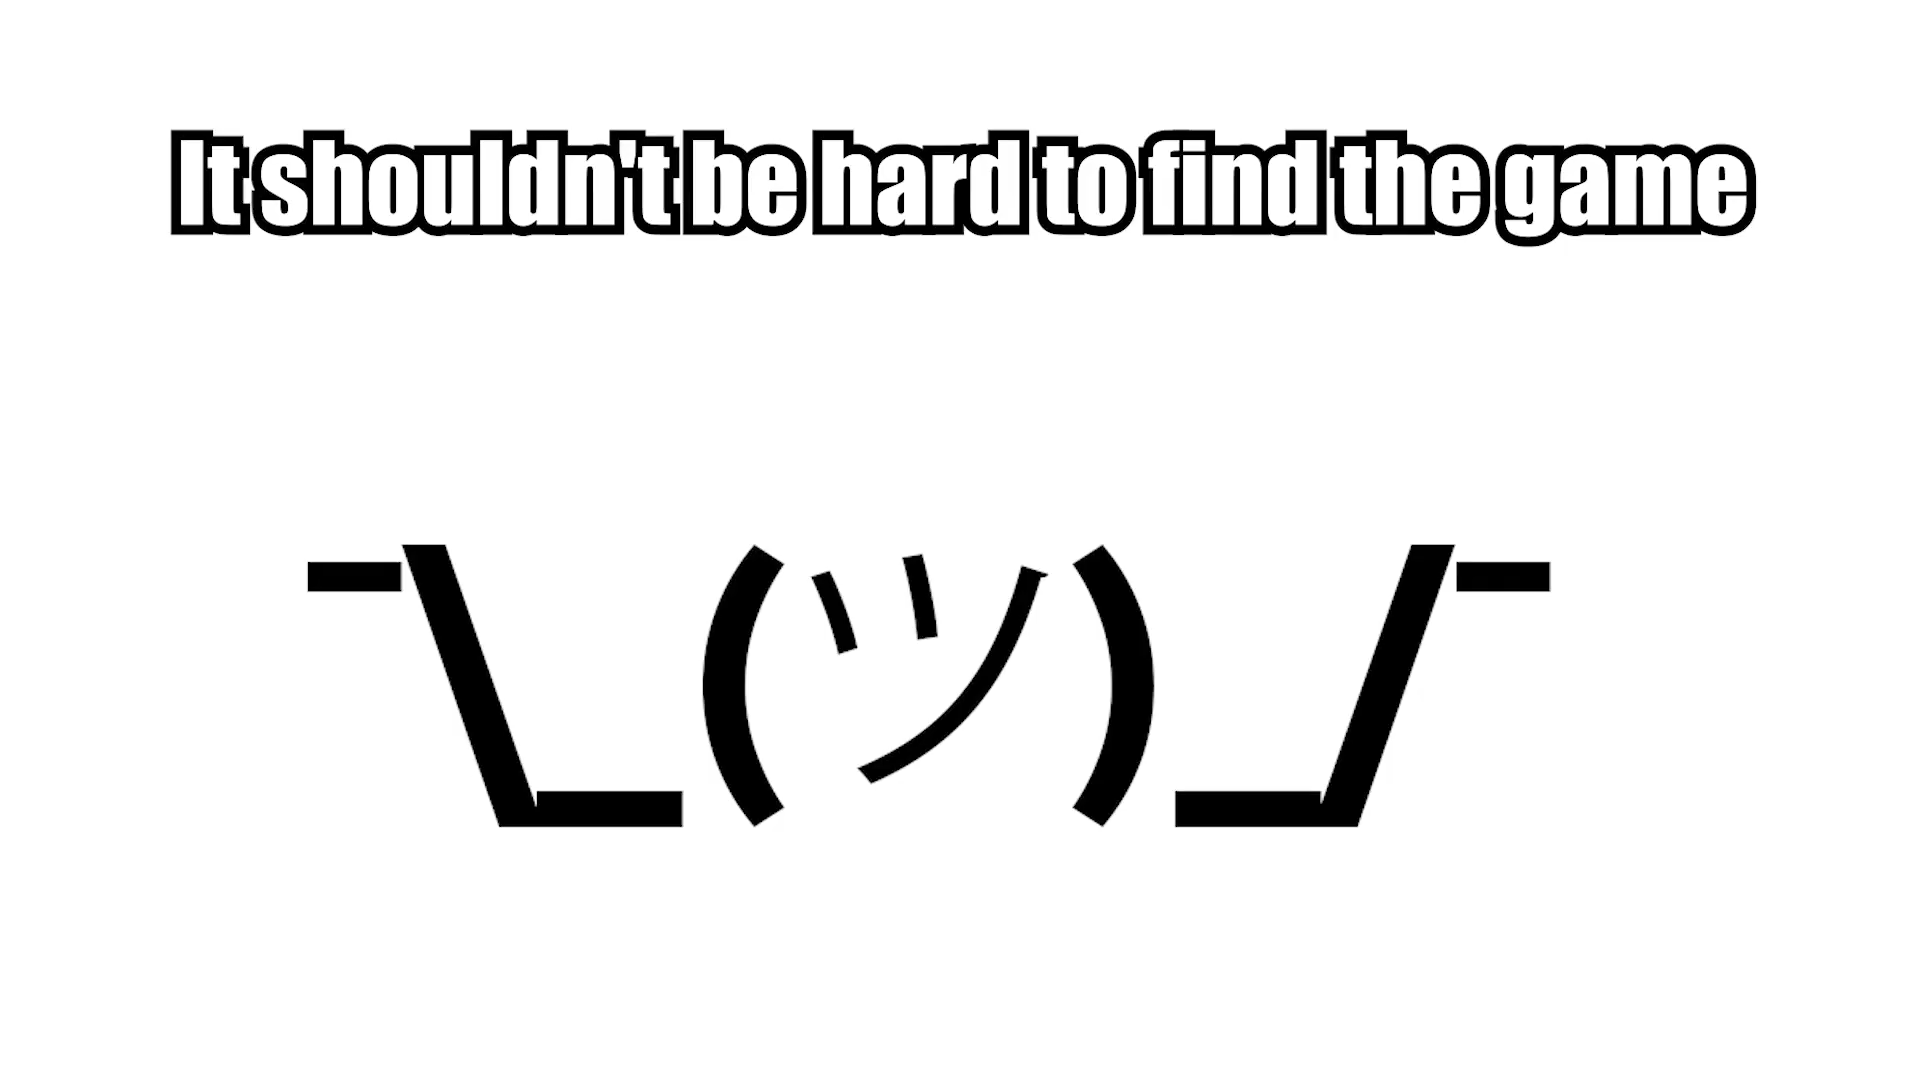 It shouldn't be hard to find the game
¯\_(ツ)_/¯